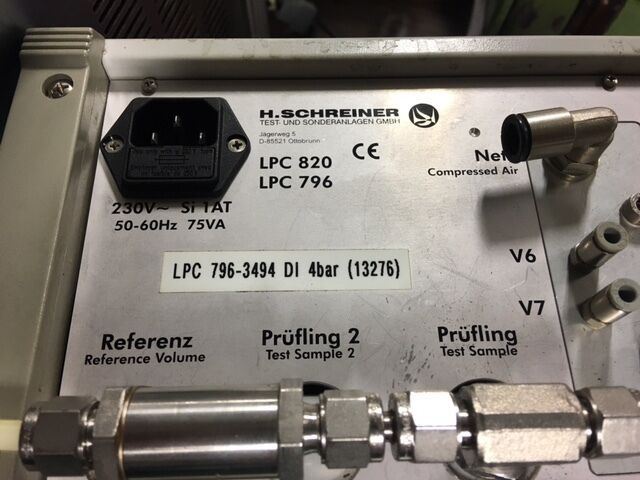 H.SCHREINER
TEST- UND SONDERANLAGEN GMBH
Jägerweg 5
D-85521 Ottobrunn
LPC 820
LPC 796
CE
Compressed Air
230V~ Si 1AT
50-60Hz 75VA
LPC 796-3494 DI 4bar (13276)
V6
V7
Referenz
Reference Volume
Prüfling 2
Test Sample 2
Prüfling
Test Sample